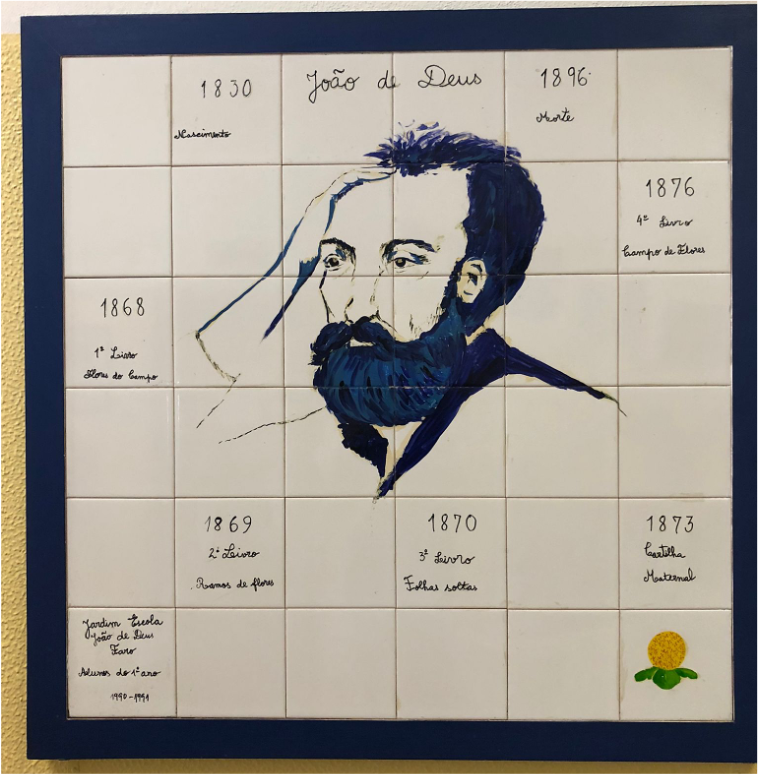 João de Deus
1830
Nascimento
1896
Morte
1876
4º Livro
Campo de Flores
1868
1º Livro
Flores do Campo
1869
2º Livro
Ramos de flores
1870
3º Livro
Folhas soltas
1873
Cartilha
Maternal
Jardim Escola
João de Deus
Faro
Alunos do 1º ano
1990-1991